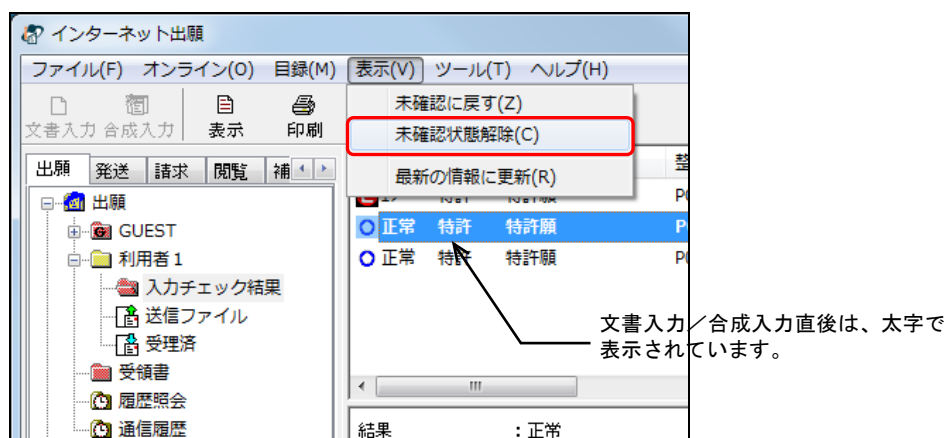 インターネット出願
ファイル(F) オンライン(O) 目録(M) 表示(V) ツール(T) ヘルプ(H)
文書入力 合成入力 表示 印刷
未確認に戻す(Z)
未確認状態解除(C)
最新の情報に更新(R)
出願 発送 請求 閲覧 補
整
出願
GUEST
利用者1
入力チェック結果
送信ファイル
受理済
受領書
履歴照会
通信履歴
正常 特許 特許願 P
正常 特許 特許願
文書入力/合成入力直後は、太字で
表示されています。
結果 :正常